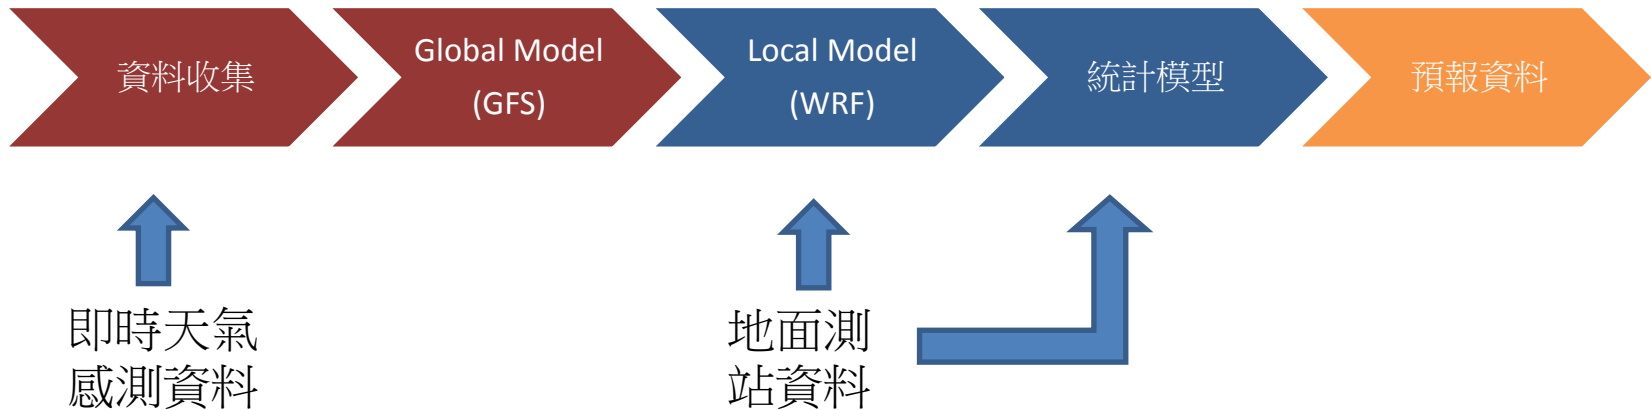 資料收集
Global Model
(GFS)
Local Model
(WRF)
統計模型
預報資料
即時天氣
感測資料
地面測
站資料